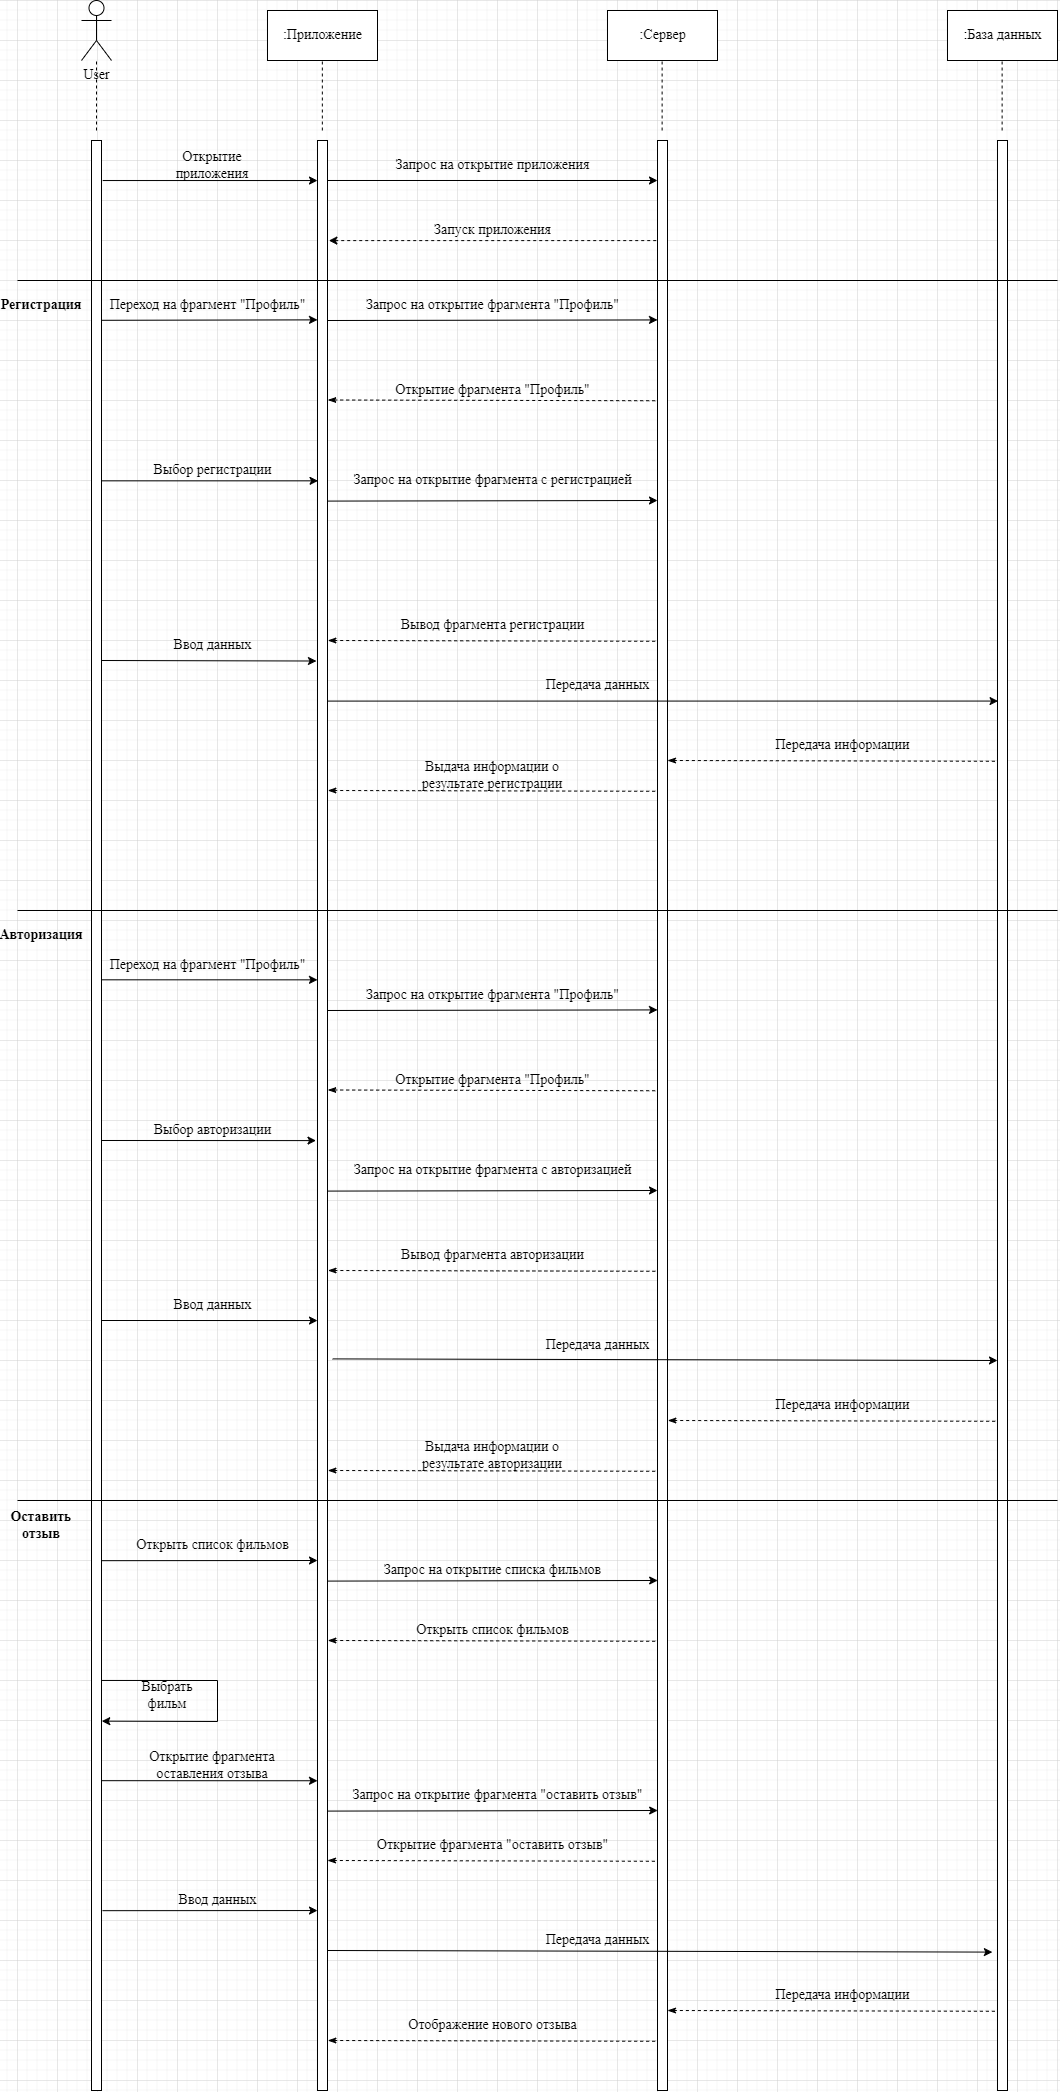 :Приложение
:Сервер
:База данных
User
Открытие
приложения
Запрос на открытие приложения
Запуск приложения
Регистрация
Переход на фрагмент "Профиль"
Запрос на открытие фрагмента "Профиль"
Открытие фрагмента "Профиль"
Выбор регистрации
Запрос на открытие фрагмента с регистрацией
Вывод фрагмента регистрации
Ввод данных
Передача данных
Передача информации
Выдача информации о
результате регистрации
Авторизация
Переход на фрагмент "Профиль"
Запрос на открытие фрагмента "Профиль"
Открытие фрагмента "Профиль"
Выбор авторизации
Запрос на открытие фрагмента с авторизацией
Вывод фрагмента авторизации
Ввод данных
Передача данных
Передача информации
Выдача информации о
результате авторизации
Оставить
отзыв
Открыть список фильмов
Запрос на открытие списка фильмов
Открыть список фильмов
Выбрать
фильм
Открытие фрагмента
оставления отзыва
Запрос на открытие фрагмента "оставить отзыв"
Открытие фрагмента "оставить отзыв"
Ввод данных
Передача данных
Передача информации
Отображение нового отзыва